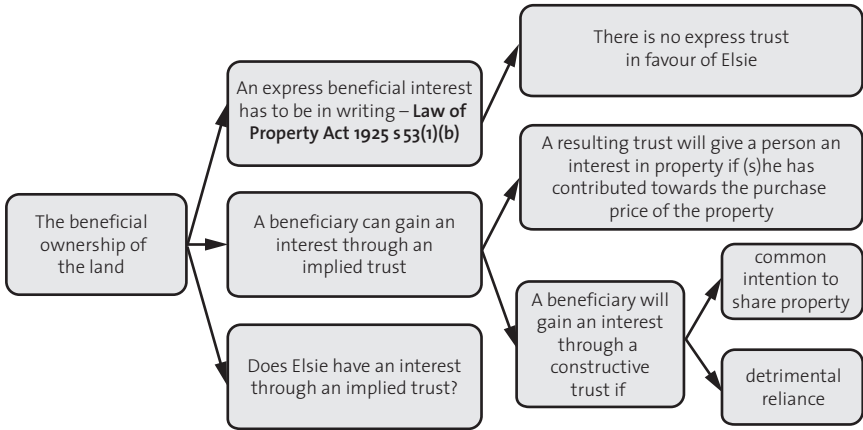 The beneficial
ownership of
the land
An express beneficial interest
has to be in writing – Law of
Property Act 1925 s 53(1)(b)
There is no express trust
in favour of Elsie
A beneficiary can gain an
interest through an
implied trust
A resulting trust will give a person an
interest in property if (s)he has
contributed towards the purchase
price of the property
A beneficiary will
gain an interest
through a
constructive
trust if
common
intention to
share property
detrimental
reliance
Does Elsie have an interest
through an implied trust?